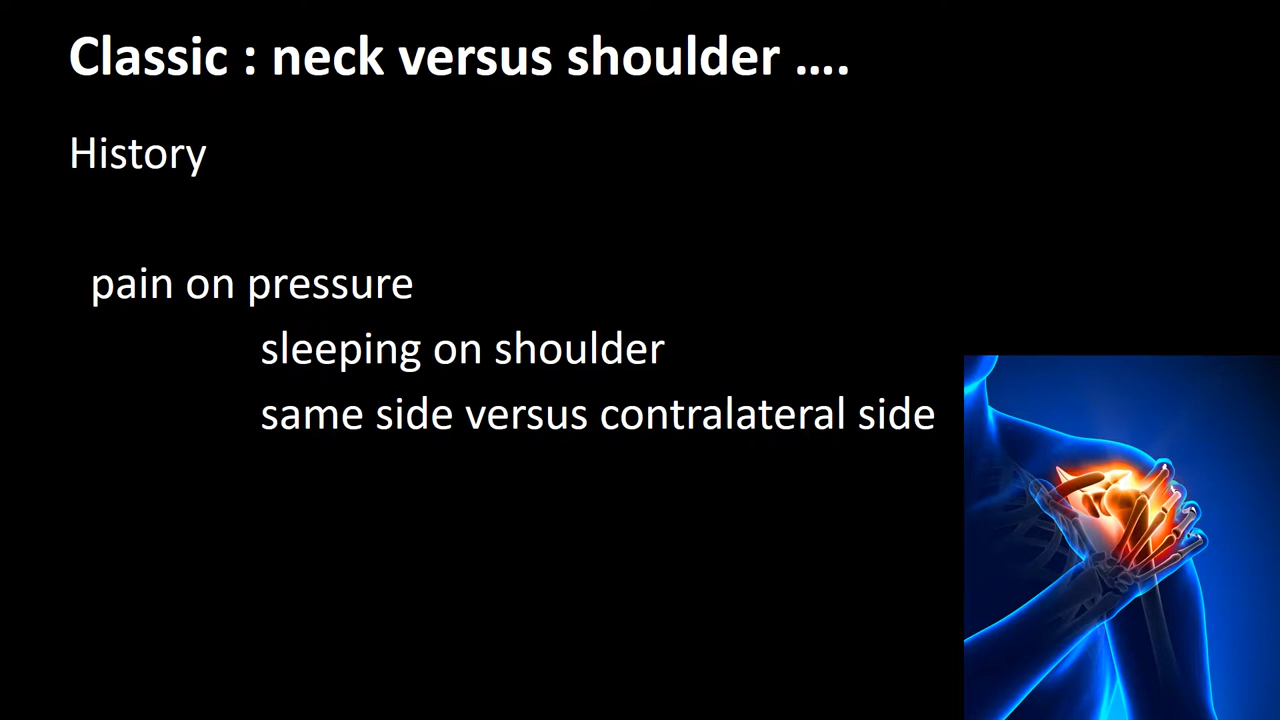 Classic : neck versus shoulder ....
History
pain on pressure
sleeping on shoulder
same side versus contralateral side